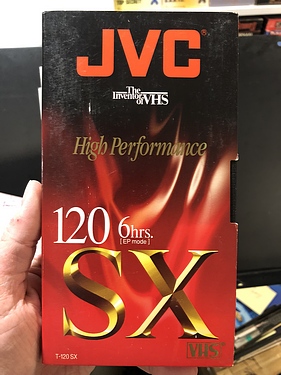 JVC
The
Inventor of VHS
High Performance
120 6hrs.
[EP mode]
SX
T-120 SX
VHS